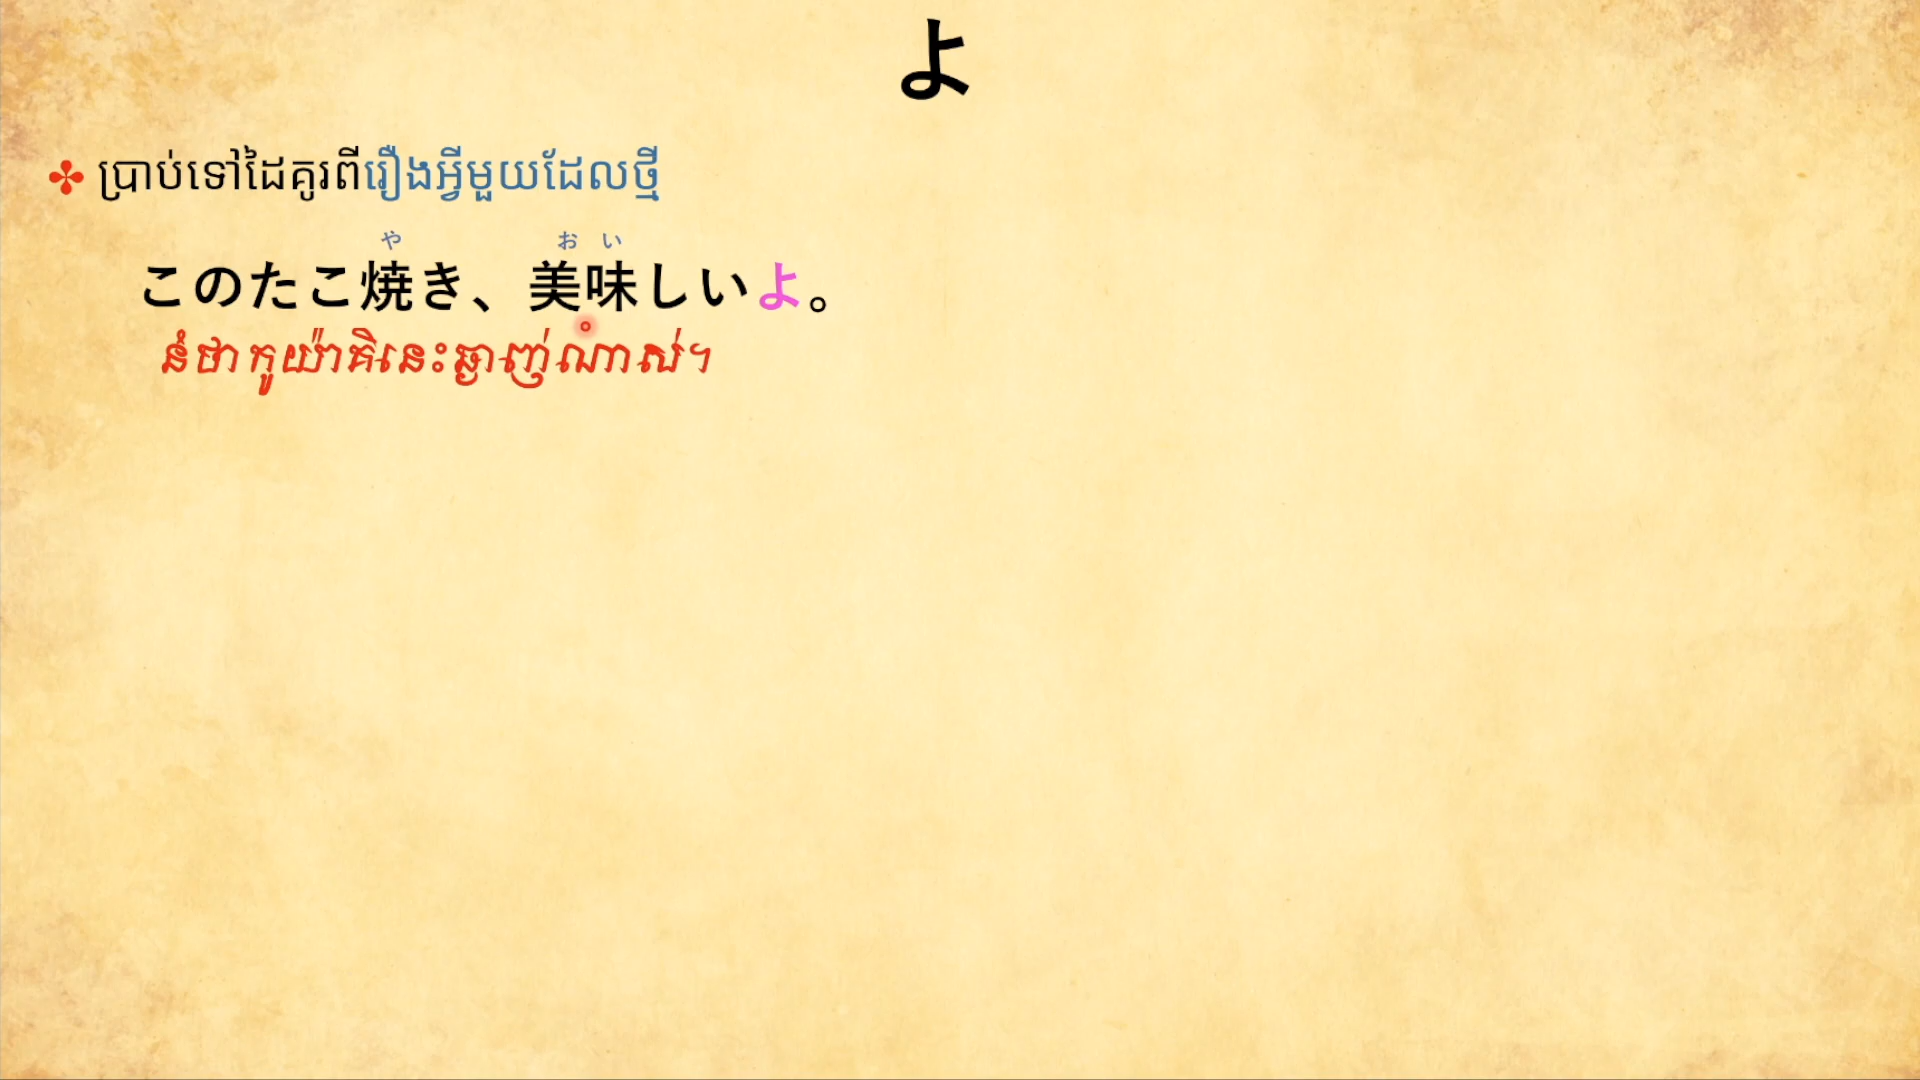 よ
ប្រាប់ទៅដៃគូរពីរឿងអ្វីមួយដែលថ្មី
や お い
このたこ焼き、美味しいよ。
នំថាកូយ៉ាគិនេះឆ្ងាញ់ណាស់។